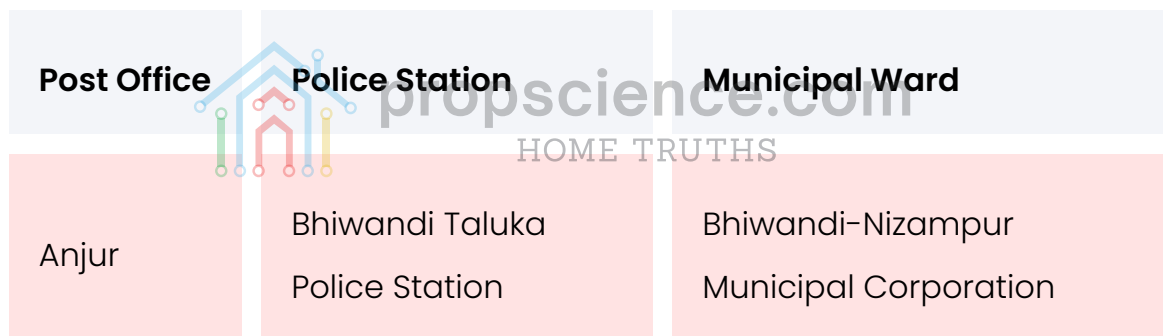 Post Office Police Station Municipal Ward
propscience.com
HOME TRUTHS
Bhiwandi Taluka Bhiwandi-Nizampur
Anjur
Police Station Municipal Corporation